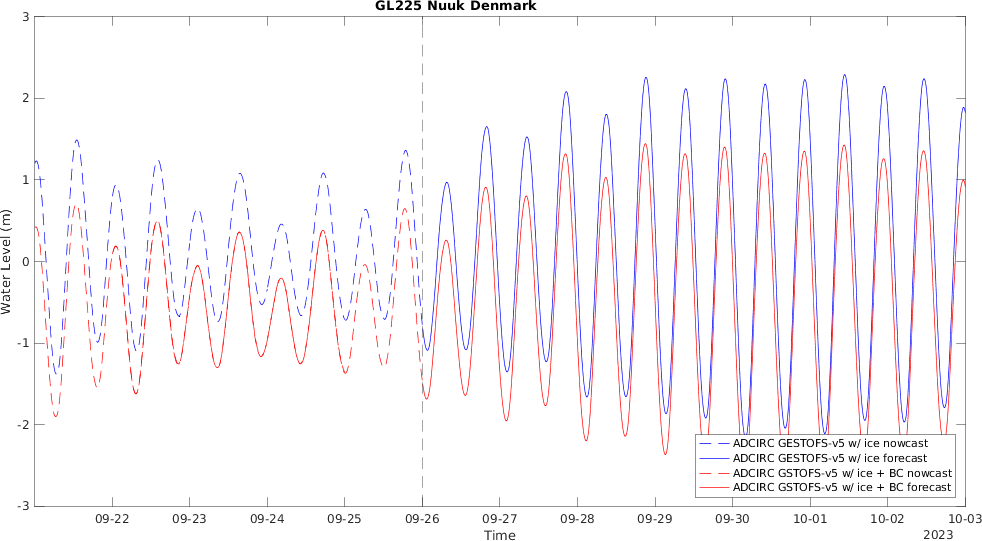 GL225 Nuuk Denmark
3
2
1
0
-1
-2
-3
Water Level (m)
ADCIRC GESTOFS-v5 w/ ice nowcast
ADCIRC GESTOFS-v5 w/ ice forecast
ADCIRC GSTOFS-v5 w/ ice + BC nowcast
ADCIRC GSTOFS-v5 w/ ice + BC forecast
09-22 09-23 09-24 09-25 09-26 09-27 09-28 09-29 09-30 10-01 10-02 10-03
Time 2023